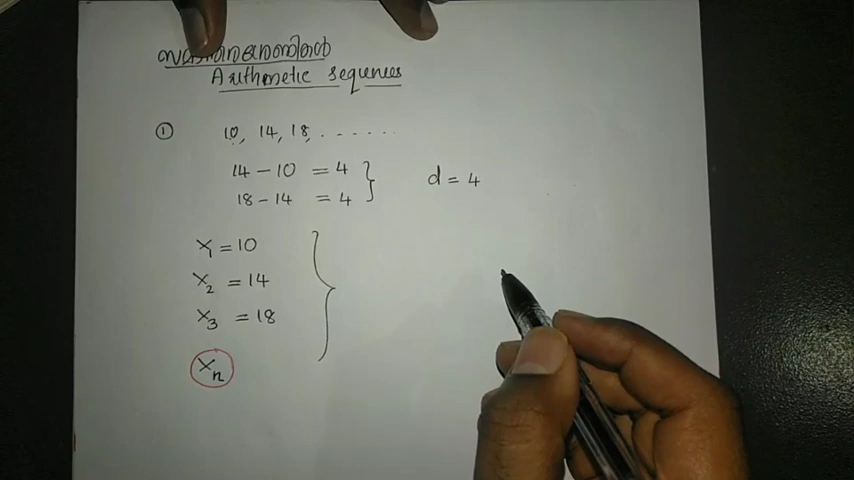 Arithmetic sequences
① 10, 14, 18, ......
14 - 10 = 4
18 - 14 = 4
d = 4
x₁ = 10
x₂ = 14
x₃ = 18
xₙ